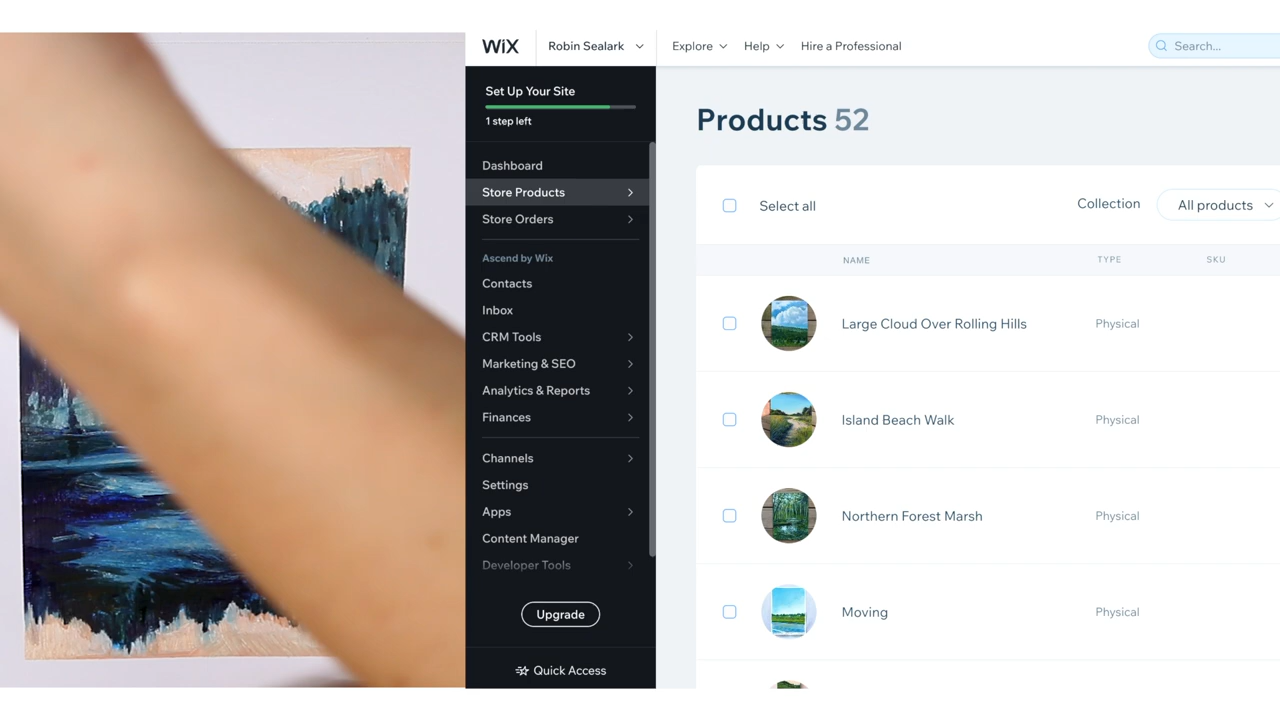 WiX
Robin Sealark
Explore
Help
Hire a Professional
Search...
Set Up Your Site
1 step left
Dashboard
Store Products
Store Orders
Ascend by Wix
Contacts
Inbox
CRM Tools
Marketing & SEO
Analytics & Reports
Finances
Channels
Settings
Apps
Content Manager
Developer Tools
Upgrade
Quick Access
Products 52
Select all
Collection
All products
NAME TYPE SKU
Large Cloud Over Rolling Hills Physical
Island Beach Walk Physical
Northern Forest Marsh Physical
Moving Physical